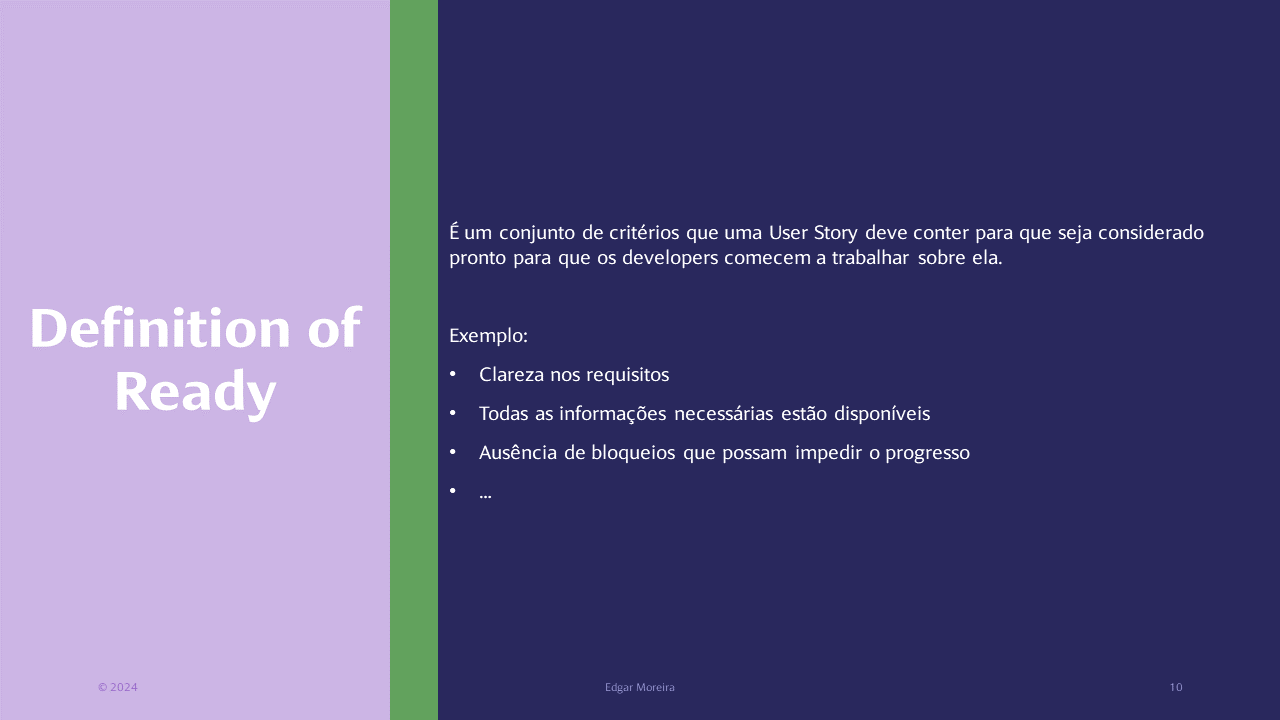 Definition of
Ready
É um conjunto de critérios que uma User Story deve conter para que seja considerado
pronto para que os developers comecem a trabalhar sobre ela.
Exemplo:
• Clareza nos requisitos
• Todas as informações necessárias estão disponíveis
• Ausência de bloqueios que possam impedir o progresso
• ...
© 2024
Edgar Moreira
10